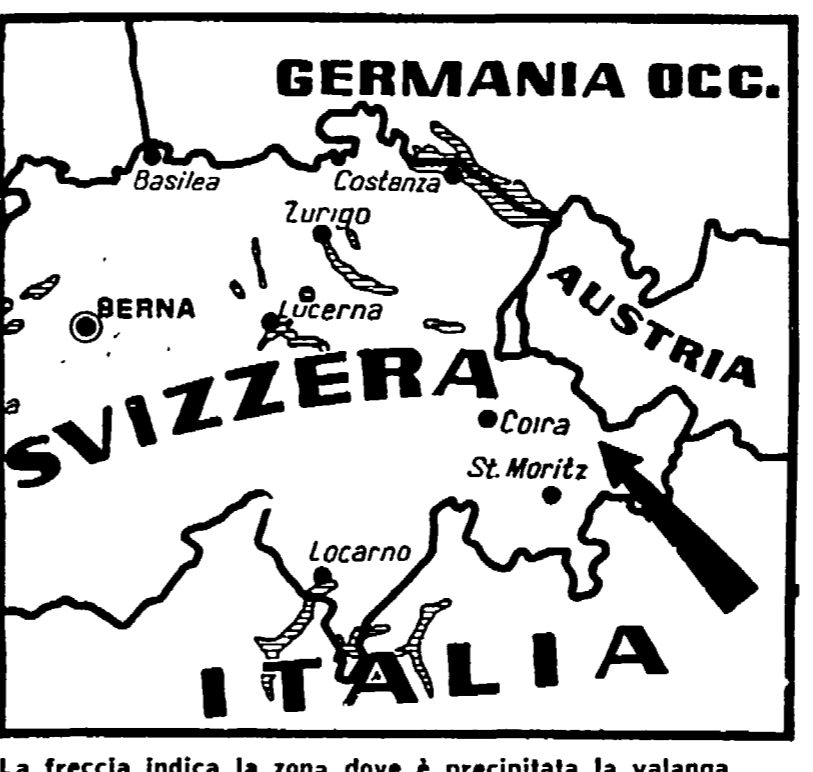 GERMANIA OCC.
Basilea
Costanza
Zurigo
BERNA
Lucerna
AUSTRIA
SVIZZERA
a
Coira
St. Moritz
Locarno
ITALIA
La freccia indica la zona dove è precipitata la valanga